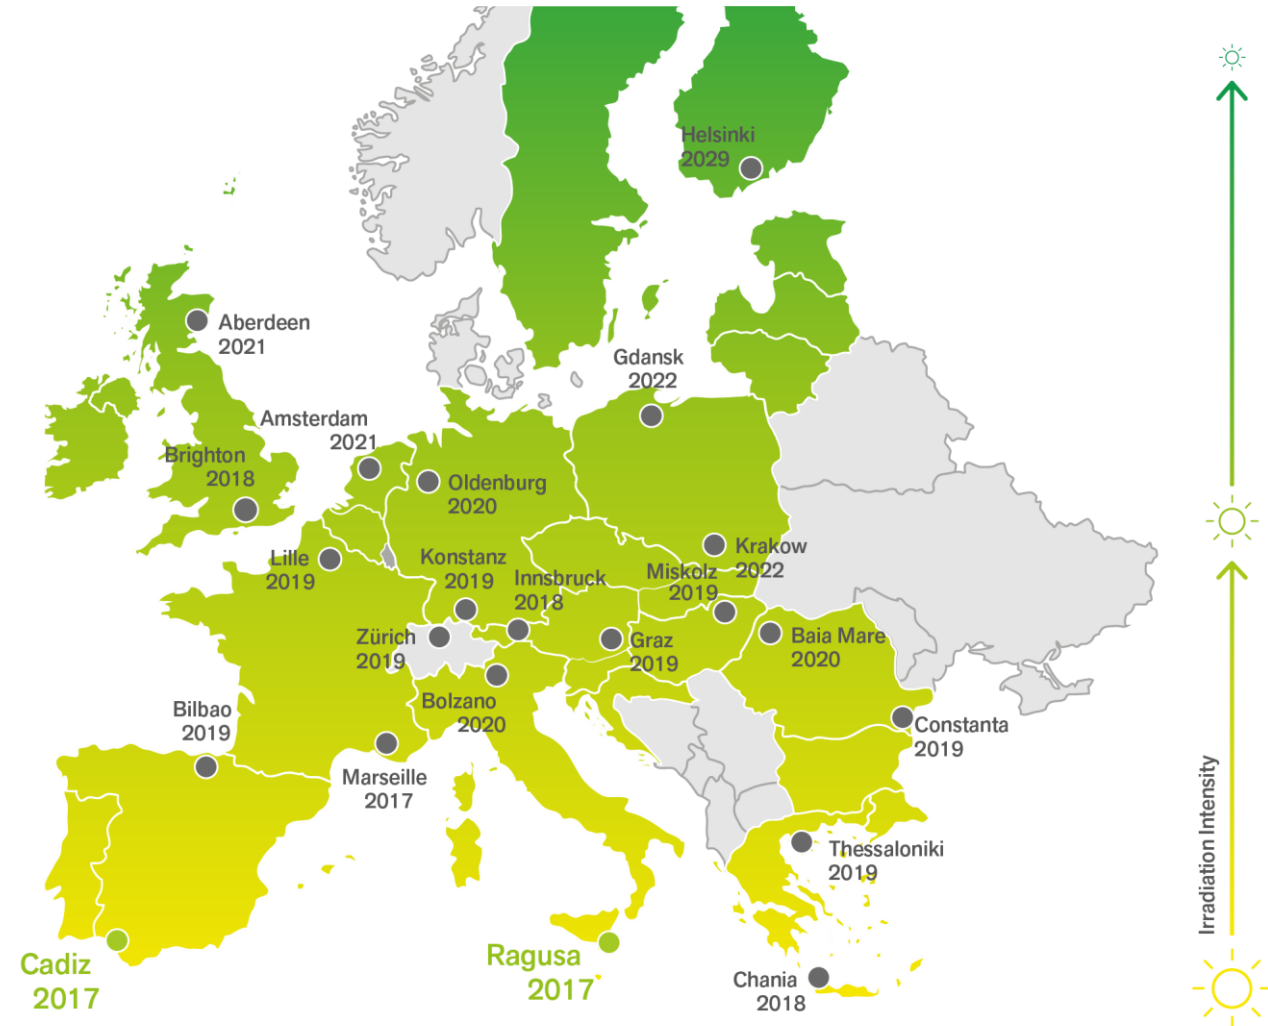 Helsinki
2029
Aberdeen
2021
Gdansk
2022
Amsterdam
2021
Brighton
2018
Oldenburg
2020
Lille
2019
Konstanz
2019
Innsbruck
2018
Krakow
2022
Miskolz
2019
Zürich
2019
Graz
2019
Baia Mare
2020
Bolzano
2020
Bilbao
2019
Constanta
2019
Marseille
2017
Thessaloniki
2019
Cadiz
2017
Ragusa
2017
Chania
2018
Irradiation Intensity